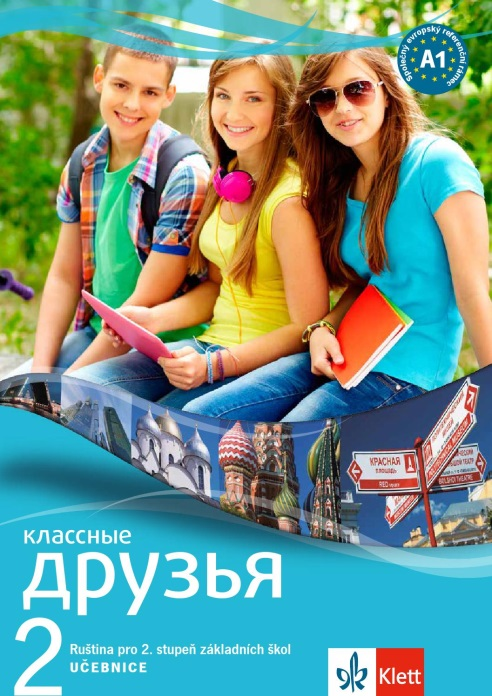 Společný evropský referenční rámec
A1
КРАСНАЯ
ПЛОЩАДЬ
RED
классные
друзья
2
Ruština pro 2. stupeň základních škol
UČEBNICE
Klett